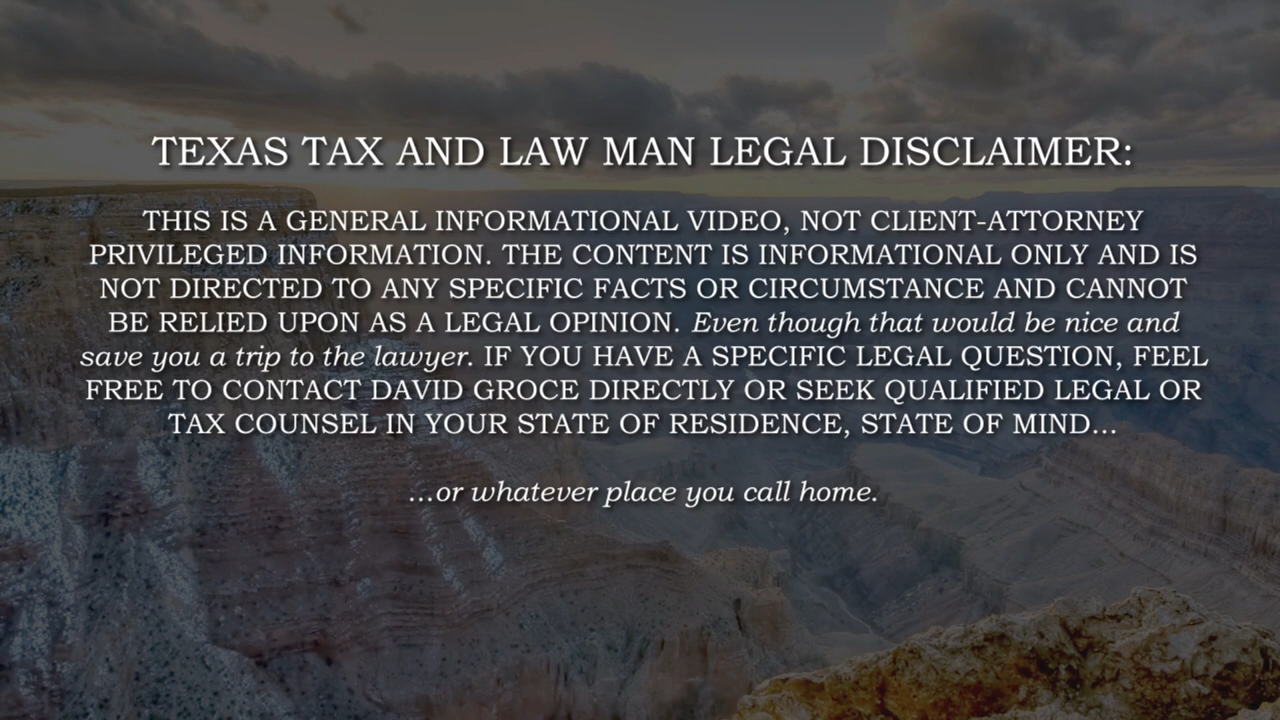 TEXAS TAX AND LAW MAN LEGAL DISCLAIMER:
THIS IS A GENERAL INFORMATIONAL VIDEO, NOT CLIENT-ATTORNEY
PRIVILEGED INFORMATION. THE CONTENT IS INFORMATIONAL ONLY AND IS
NOT DIRECTED TO ANY SPECIFIC FACTS OR CIRCUMSTANCE AND CANNOT
BE RELIED UPON AS A LEGAL OPINION. Even though that would be nice and
save you a trip to the lawyer. IF YOU HAVE A SPECIFIC LEGAL QUESTION, FEEL
FREE TO CONTACT DAVID GROCE DIRECTLY OR SEEK QUALIFIED LEGAL OR
TAX COUNSEL IN YOUR STATE OF RESIDENCE, STATE OF MIND...
...or whatever place you call home.